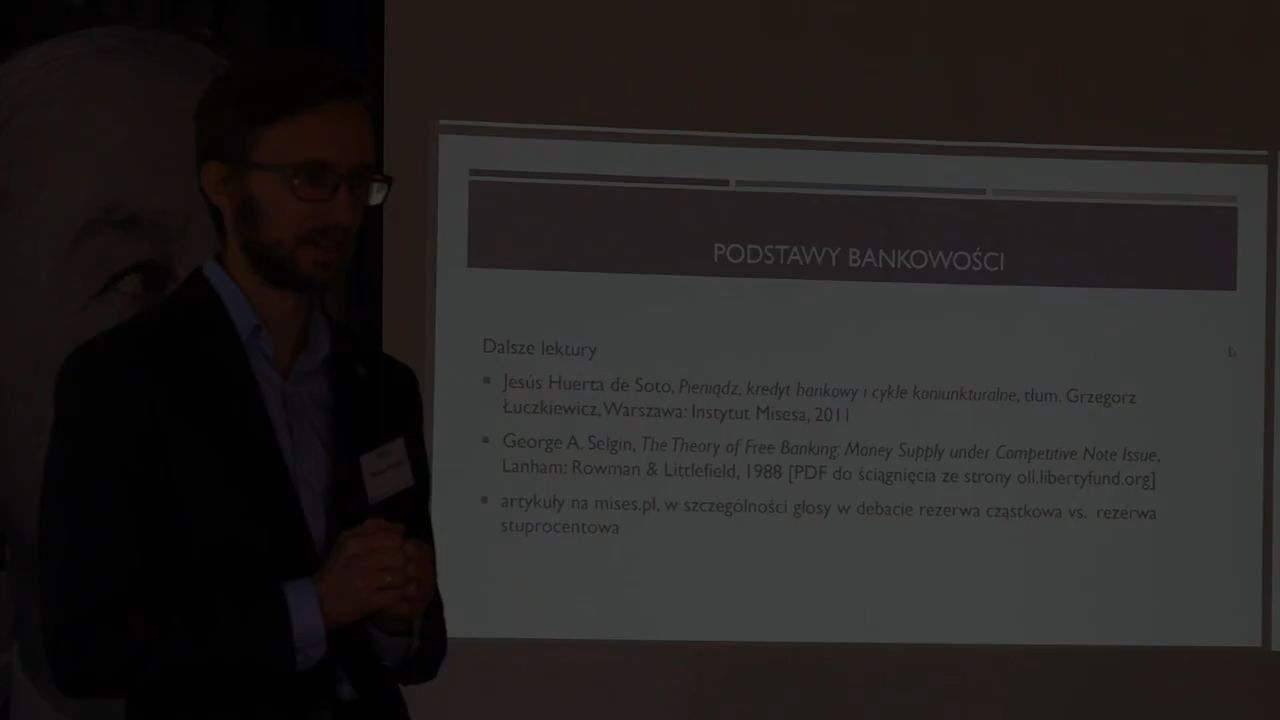 PODSTAWY BANKOWOŚCI
Dalsze lektury
Jesús Huerta de Soto, Pieniądz, kredyt bankowy i cykle koniunkturalne, tłum. Grzegorz
Łuczkiewicz, Warszawa: Instytut Misesa, 2011
George A. Selgin, The Theory of Free Banking: Money Supply under Competitive Note Issue,
Lanham: Rowman & Littlefield, 1988 [PDF do ściągnięcia ze strony oll.libertyfund.org]
artykuły na mises.pl, w szczególności głosy w debacie rezerwa cząstkowa vs. rezerwa
stuprocentowa